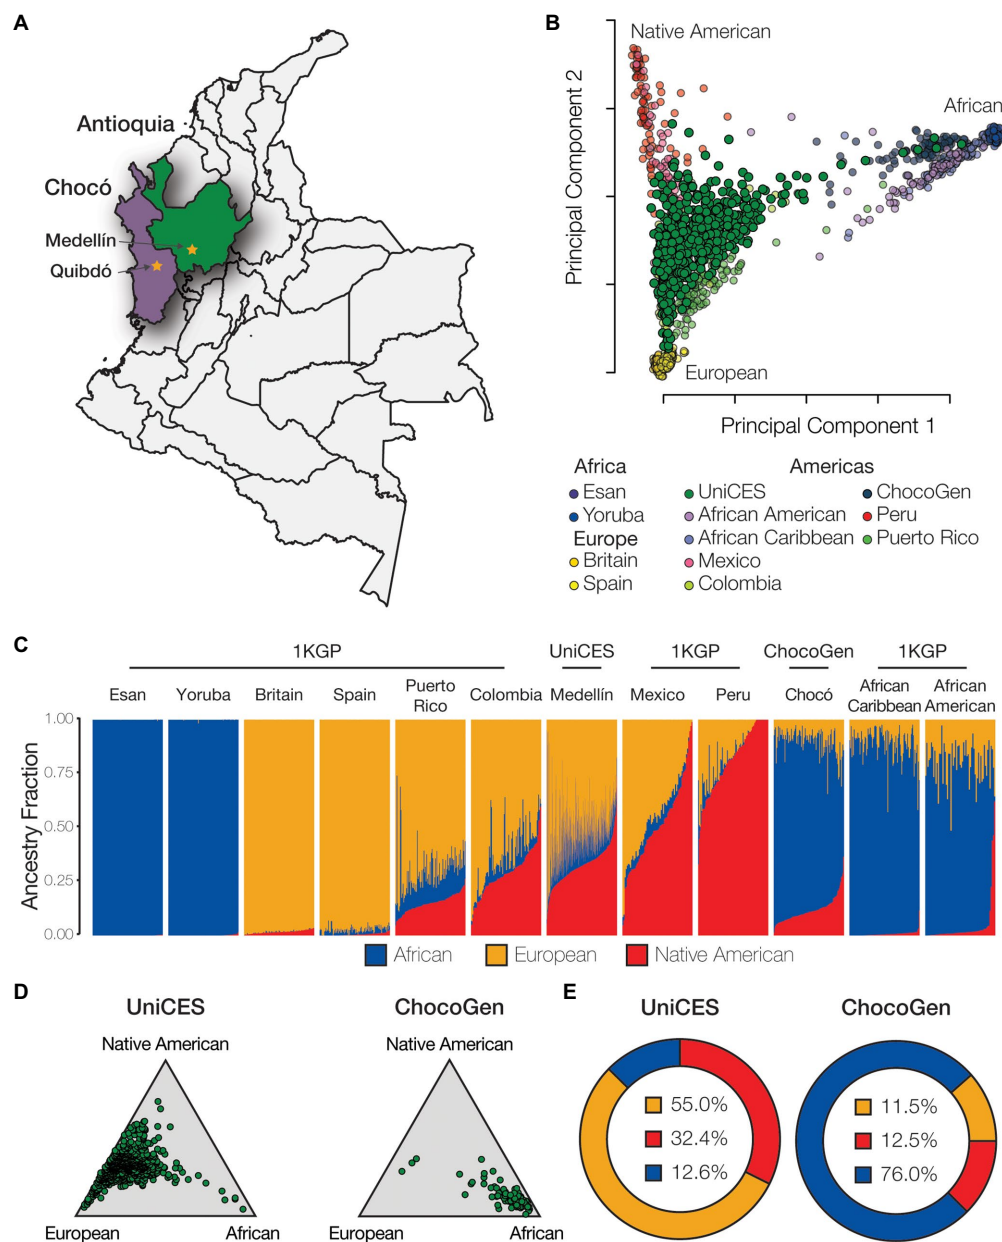 A
Antioquia
Chocó
Medellín
Quibdó
B
Native American
African
European
Principal Component 2
Principal Component 1
Africa
Esan
Yoruba
Europe
Britain
Spain
Americas
UniCES
African American
African Caribbean
Mexico
Colombia
ChocoGen
Peru
Puerto Rico
C
1KGP
UniCES
1KGP
ChocoGen
1KGP
Esan
Yoruba
Britain
Spain
Puerto
Rico
Colombia
Medellín
Mexico
Peru
Chocó
African
Caribbean
African
American
Ancestry Fraction
1.00
0.75
0.50
0.25
0.00
African
European
Native American
D
UniCES
Native American
European
African
ChocoGen
Native American
European
African
E
UniCES
55.0%
32.4%
12.6%
ChocoGen
11.5%
12.5%
76.0%